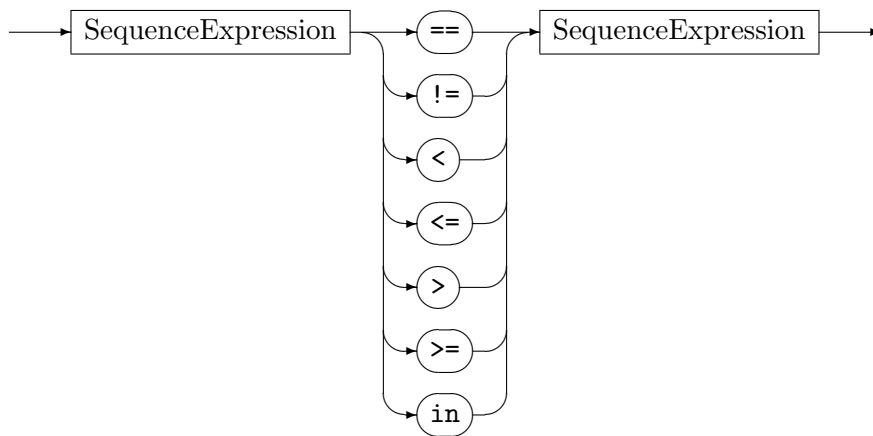 SequenceExpression == SequenceExpression
!=
<
<=
>
>=
in